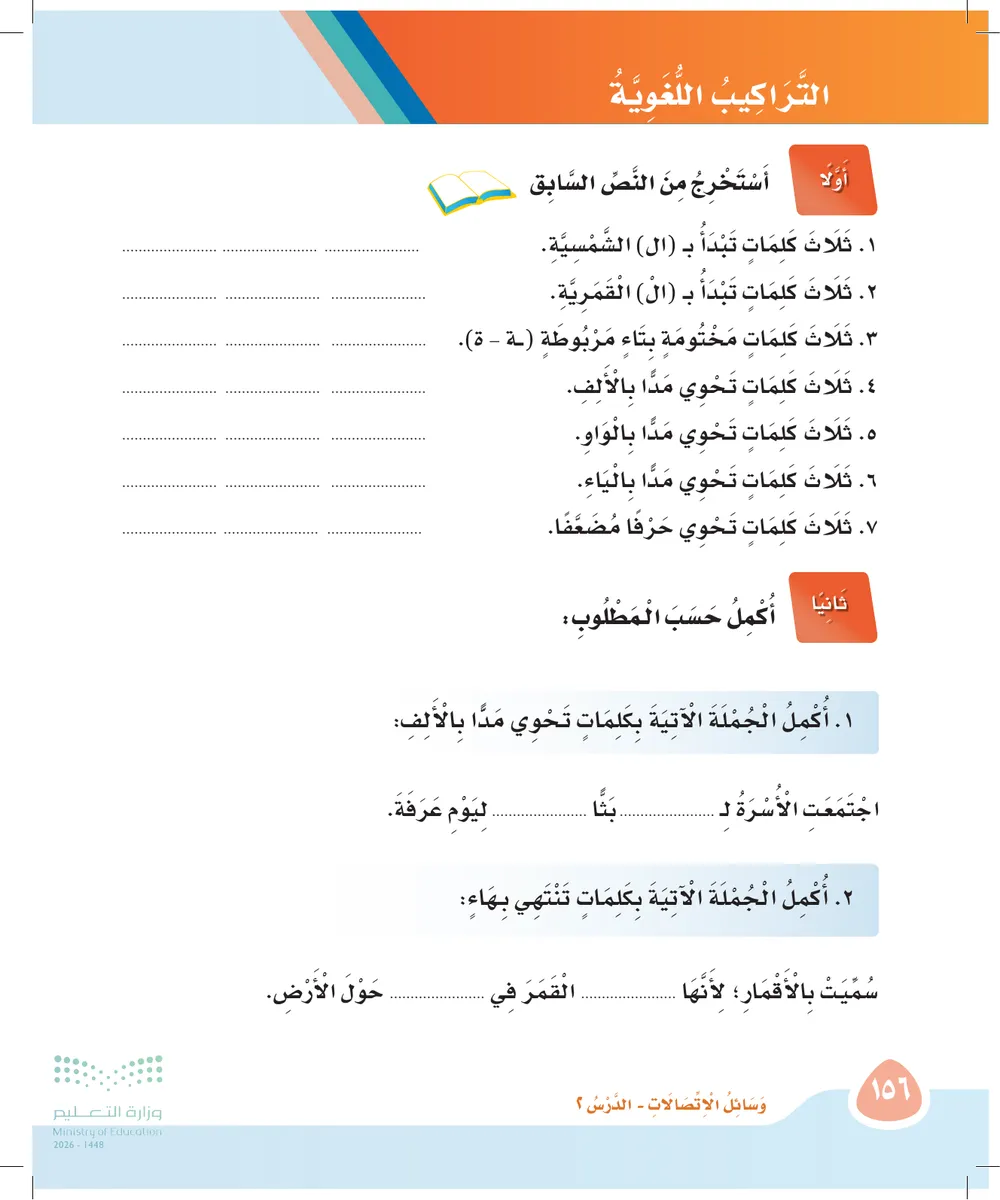 التَّرَاكِيبُ اللُّغَوِيَّةُ
أَوَّلًا
أَسْتَخْرِجُ مِنَ النَّصِّ السَّابِقِ
١. ثَلَاثَ كَلِمَاتٍ تَبْدَأُ بـ (ال) الشَّمْسِيَّةِ. ....................... ....................... .......................
٢. ثَلَاثَ كَلِمَاتٍ تَبْدَأُ بـ (الْ) الْقَمَرِيَّةِ. ....................... ....................... .......................
٣. ثَلَاثَ كَلِمَاتٍ مَخْتُومَةٍ بِتَاءٍ مَرْبُوطَةٍ (ـة – ة). ....................... ....................... .......................
٤. ثَلَاثَ كَلِمَاتٍ تَحْوِي مَدًّا بِالْأَلِفِ. ....................... ....................... .......................
٥. ثَلَاثَ كَلِمَاتٍ تَحْوِي مَدًّا بِالْوَاوِ. ....................... ....................... .......................
٦. ثَلَاثَ كَلِمَاتٍ تَحْوِي مَدًّا بِالْيَاءِ. ....................... ....................... .......................
٧. ثَلَاثَ كَلِمَاتٍ تَحْوِي حَرْفًا مُضَعَّفًا. ....................... ....................... .......................
ثَانِيًا
أُكْمِلُ حَسَبَ الْمَطْلُوبِ:
١. أُكْمِلُ الْجُمْلَةَ الْآتِيَةَ بِكَلِمَاتٍ تَحْوِي مَدًّا بِالْأَلِفِ:
اجْتَمَعَتِ الْأُسْرَةُ لِـ ....................... بَثًّا ....................... لِيَوْمِ عَرَفَةَ.
٢. أُكْمِلُ الْجُمْلَةَ الْآتِيَةَ بِكَلِمَاتٍ تَنْتَهِي بِهَاءٍ:
سُمِّيَتْ بِالْأَقْمَارِ؛ لِأَنَّهَا ....................... الْقَمَرَ فِي ....................... حَوْلَ الْأَرْضِ.
وَسَائِلُ الْاِتِّصَالَاتِ - الدَّرْسُ ٢
١٥٦
وزارة التعـليم
Ministry of Education
2026 - 1448